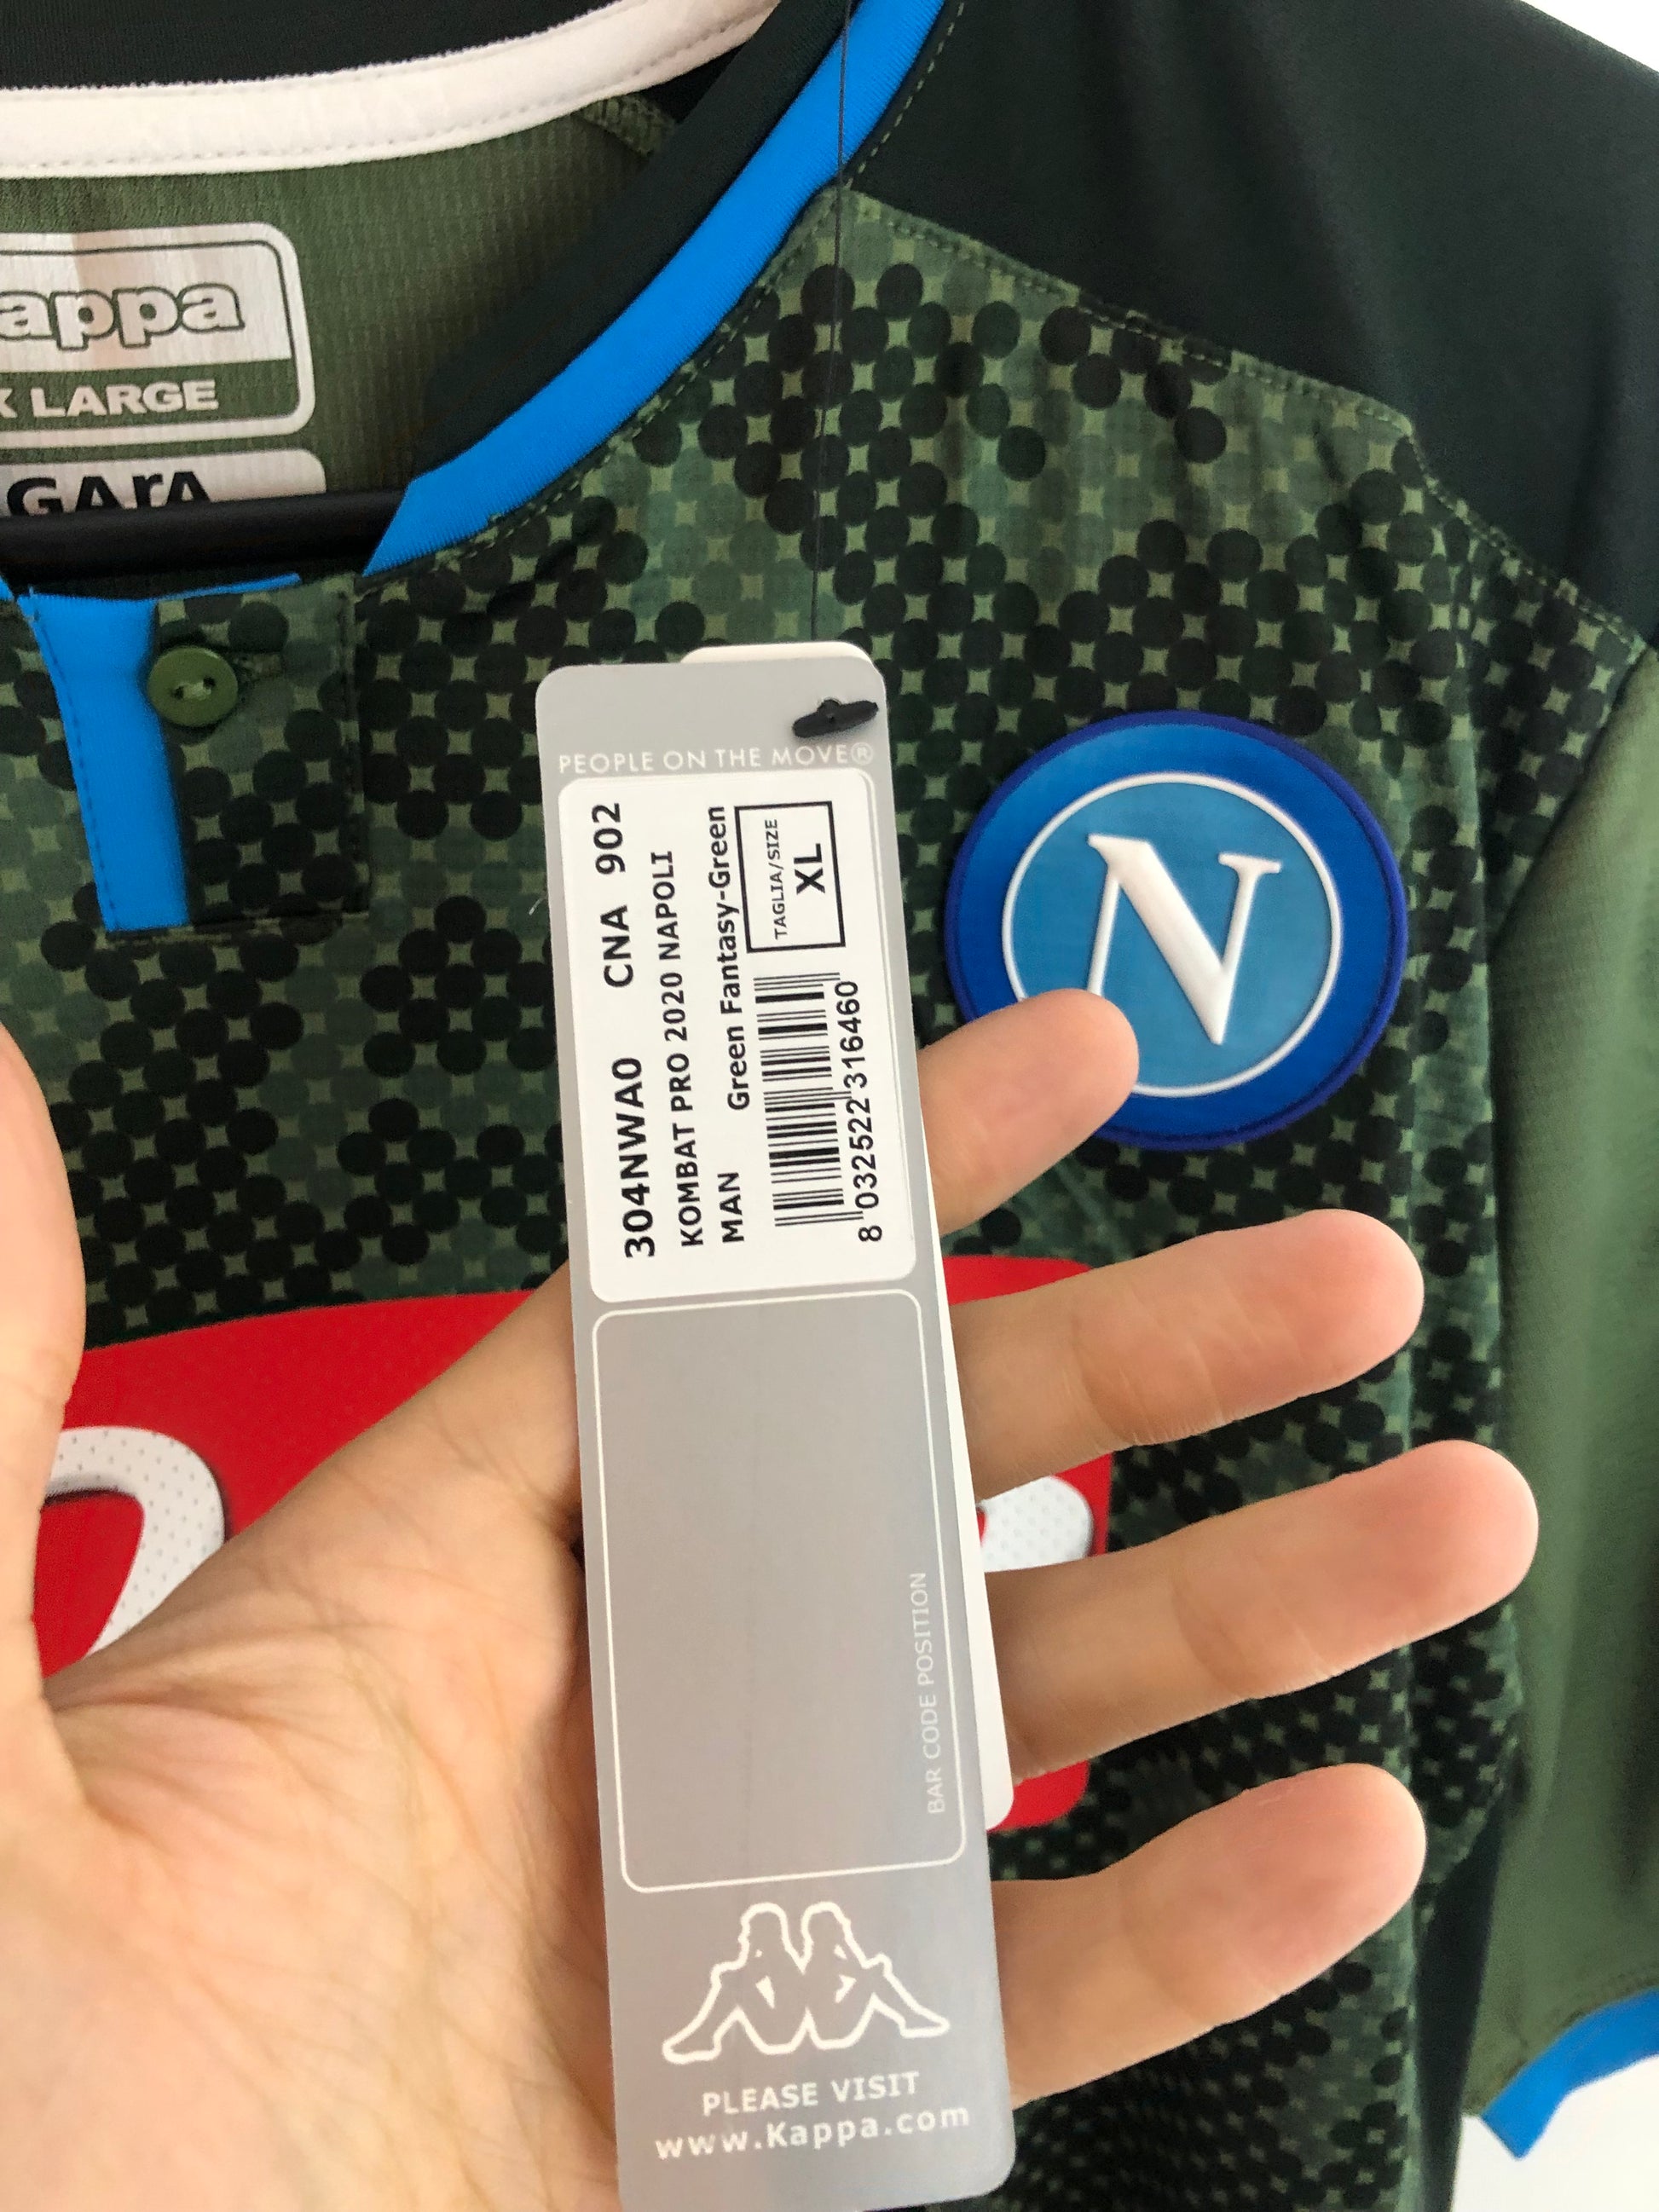 appa
X LARGE
GArA
PEOPLE ON THE MOVE®
304NWA0 CNA 902
KOMBAT PRO 2020 NAPOLI
MAN Green Fantasy-Green
TAGLIA/SIZE
XL
8 032522 316460
BAR CODE POSITION
PLEASE VISIT
www.Kappa.com
N